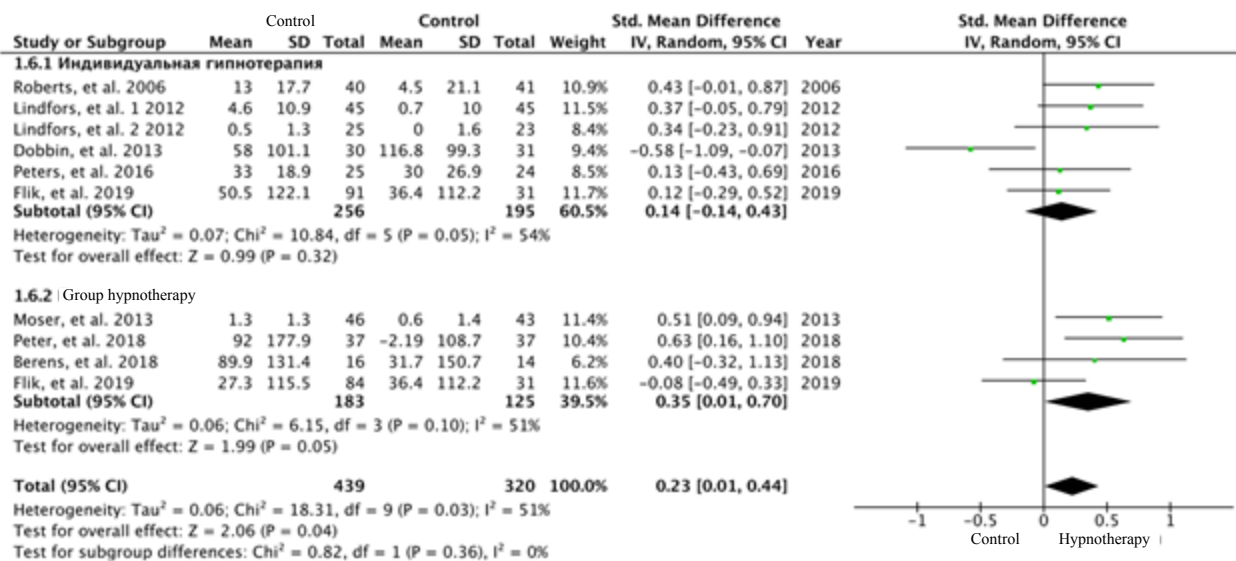 Control Control Std. Mean Difference Std. Mean Difference
Study or Subgroup Mean SD Total Mean SD Total Weight IV, Random, 95% CI Year IV, Random, 95% CI
1.6.1 Индивидуальная гипнотерапия
Roberts, et al. 2006 13 17.7 40 4.5 21.1 41 10.9% 0.43 [-0.01, 0.87] 2006
Lindfors, et al. 1 2012 4.6 10.9 45 0.7 10 45 11.3% 0.37 [-0.05, 0.79] 2012
Lindfors, et al. 2 2012 0.5 1.3 25 0 1.6 23 8.4% 0.34 [-0.23, 0.91] 2012
Dobbin, et al. 2013 58 101.1 30 116.8 99.3 31 9.4% -0.58 [-1.09, -0.07] 2013
Peters, et al. 2016 33 18.9 25 30 26.9 24 8.5% 0.13 [-0.43, 0.69] 2016
Flik, et al. 2019 50.5 122.1 91 36.4 112.2 31 11.7% 0.12 [-0.29, 0.52] 2019
Subtotal (95% CI) 256 195 60.5% 0.14 [-0.14, 0.43]
Heterogeneity: Tau² = 0.07; Chi² = 10.84, df = 5 (P = 0.05); I² = 54%
Test for overall effect: Z = 0.99 (P = 0.32)
1.6.2 Group hypnotherapy
Moser, et al. 2013 1.3 1.3 46 0.6 1.4 43 11.4% 0.51 [0.09, 0.94] 2013
Peter, et al. 2018 92 177.9 37 -2.19 108.7 37 10.4% 0.63 [0.16, 1.10] 2018
Berens, et al. 2018 89.9 131.4 16 31.7 150.7 14 6.2% 0.40 [-0.32, 1.13] 2018
Flik, et al. 2019 27.3 115.5 84 36.4 112.2 31 11.6% -0.08 [-0.49, 0.33] 2019
Subtotal (95% CI) 183 125 39.5% 0.35 [0.01, 0.70]
Heterogeneity: Tau² = 0.06; Chi² = 6.15, df = 3 (P = 0.10); I² = 51%
Test for overall effect: Z = 1.99 (P = 0.05)
Total (95% CI) 439 320 100.0% 0.23 [0.01, 0.44]
Heterogeneity: Tau² = 0.06; Chi² = 18.31, df = 9 (P = 0.03); I² = 51%
Test for overall effect: Z = 2.06 (P = 0.04)
Test for subgroup differences: Chi² = 0.82, df = 1 (P = 0.36), I² = 0%
-1 -0.5 0 0.5 1
Control Hypnotherapy